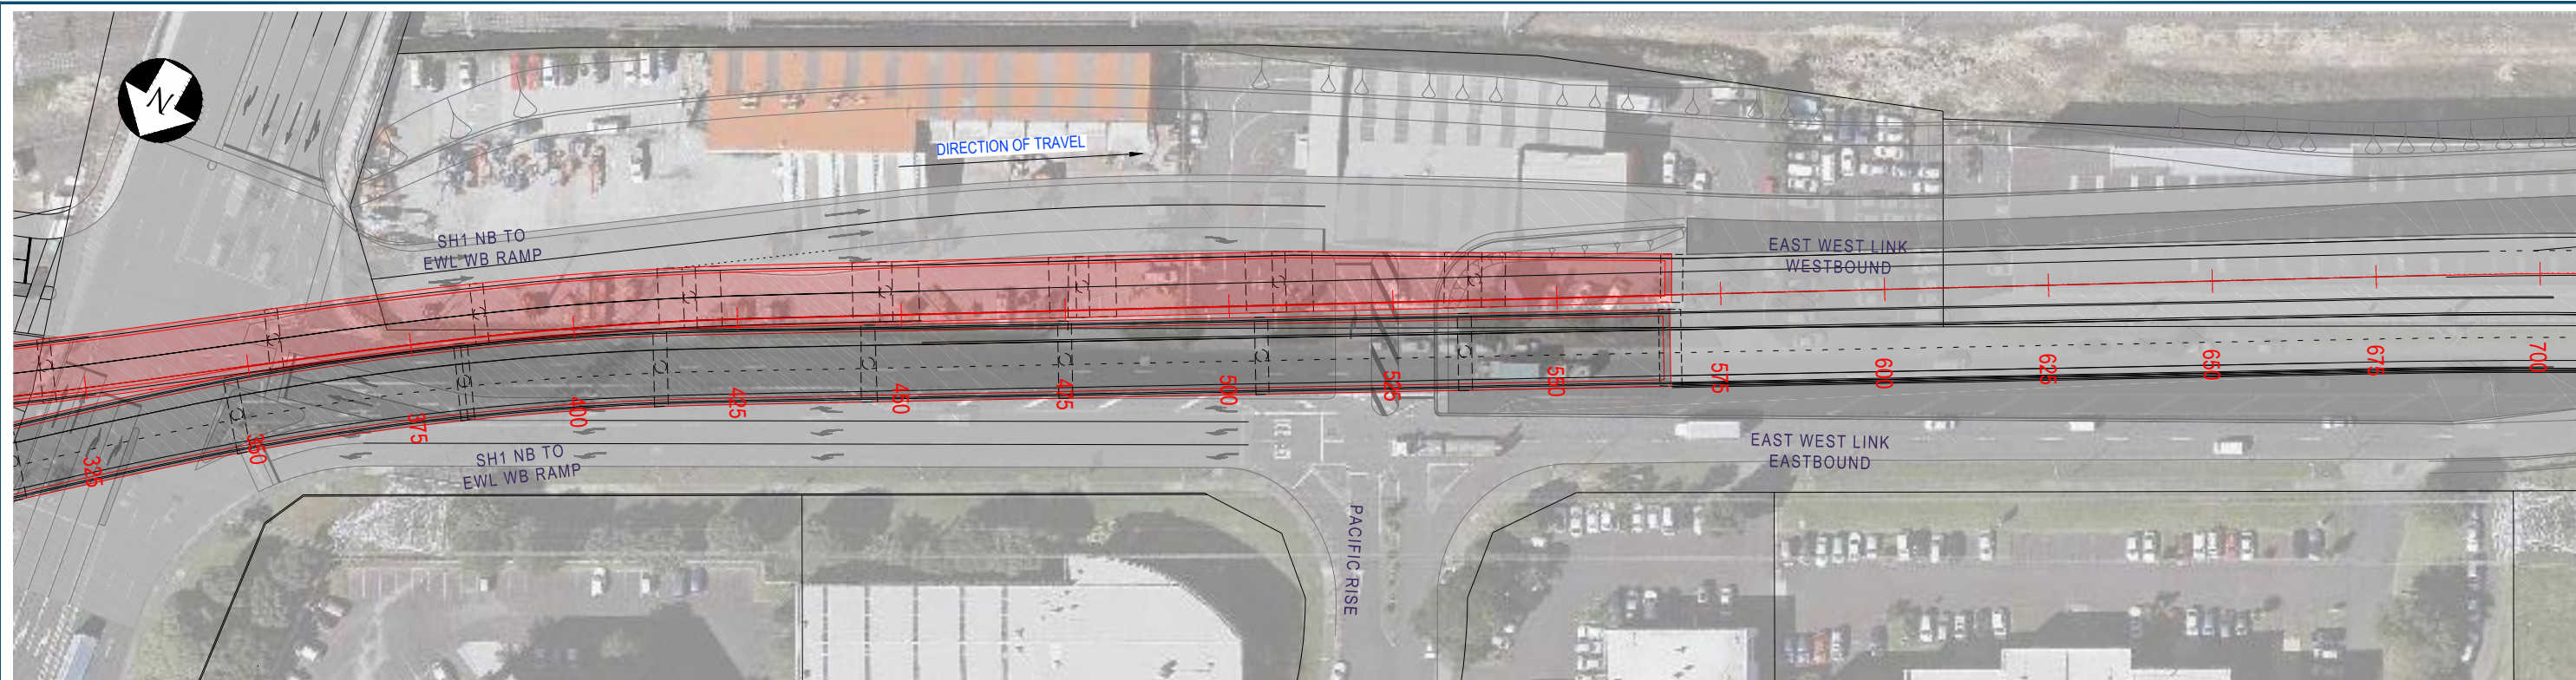 N
DIRECTION OF TRAVEL
SH1 NB TO
EWL WB RAMP
EAST WEST LINK
WESTBOUND
325
350
375
400
425
450
475
500
525
550
575
600
625
650
675
700
SH1 NB TO
EWL WB RAMP
EAST WEST LINK
EASTBOUND
PACIFIC RISE